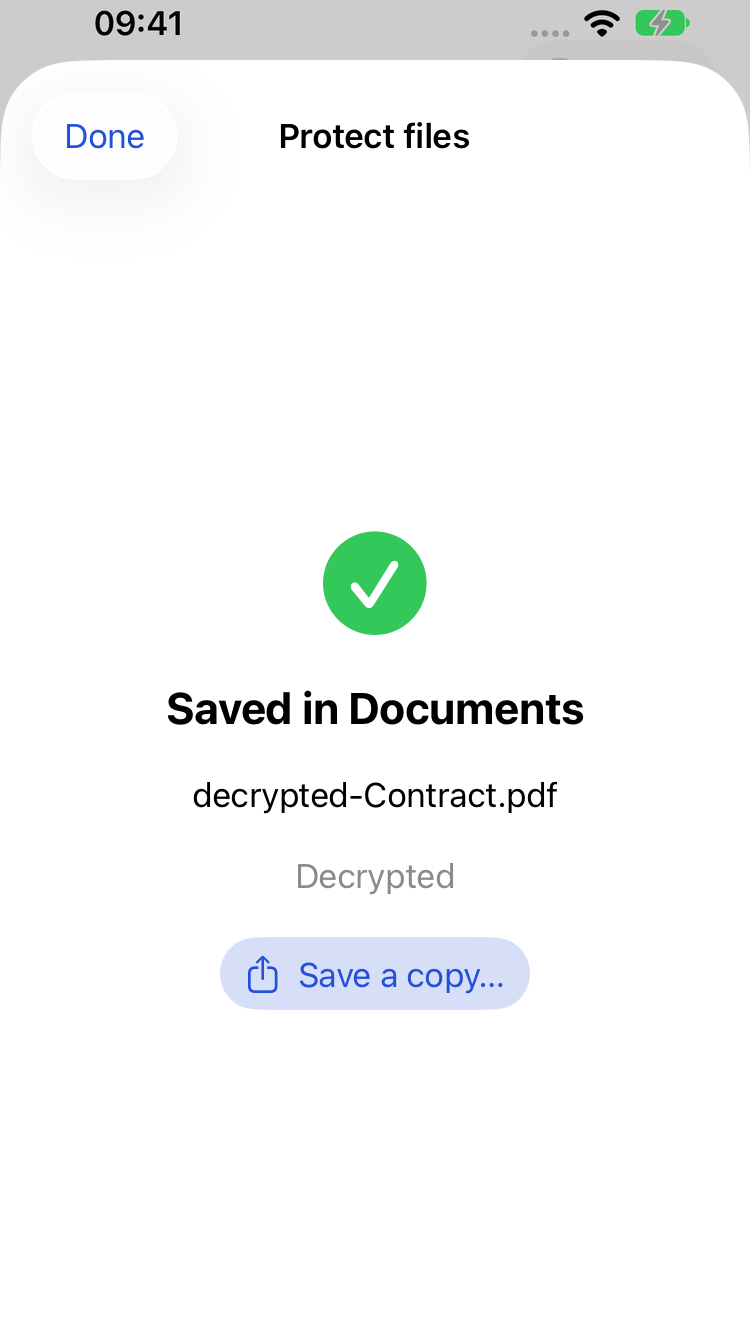 09:41
Done
Protect files
Saved in Documents
decrypted-Contract.pdf
Decrypted
Save a copy...